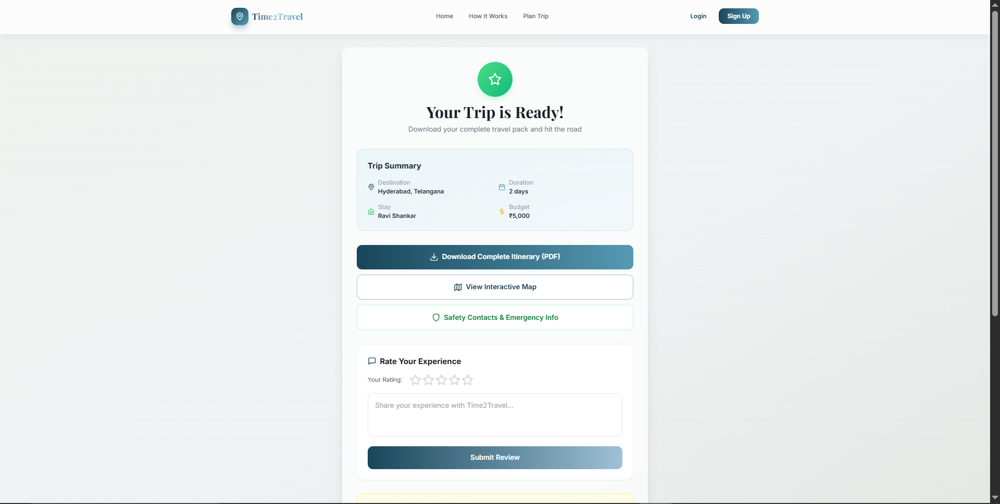 Time2Travel
Home
How It Works
Plan Trip
Login
Sign Up
Your Trip is Ready!
Download your complete travel pack and hit the road
Trip Summary
Destination
Hyderabad, Telangana
Duration
2 days
Stay
Ravi Shankar
Budget
₹5,000
Download Complete Itinerary (PDF)
View Interactive Map
Safety Contacts & Emergency Info
Rate Your Experience
Your Rating:
Share your experience with Time2Travel...
Submit Review